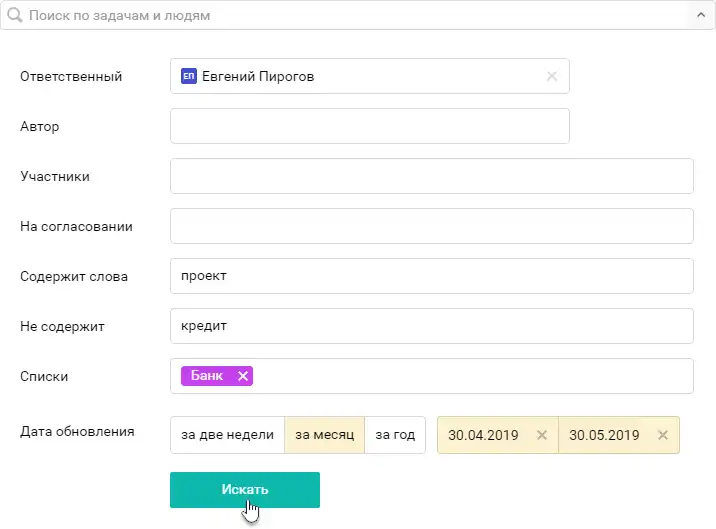 Поиск по задачам и людям
Ответственный ЕП Евгений Пирогов
Автор
Участники
На согласовании
Содержит слова проект
Не содержит кредит
Списки Банк
Дата обновления за две недели за месяц за год 30.04.2019 30.05.2019
Искать